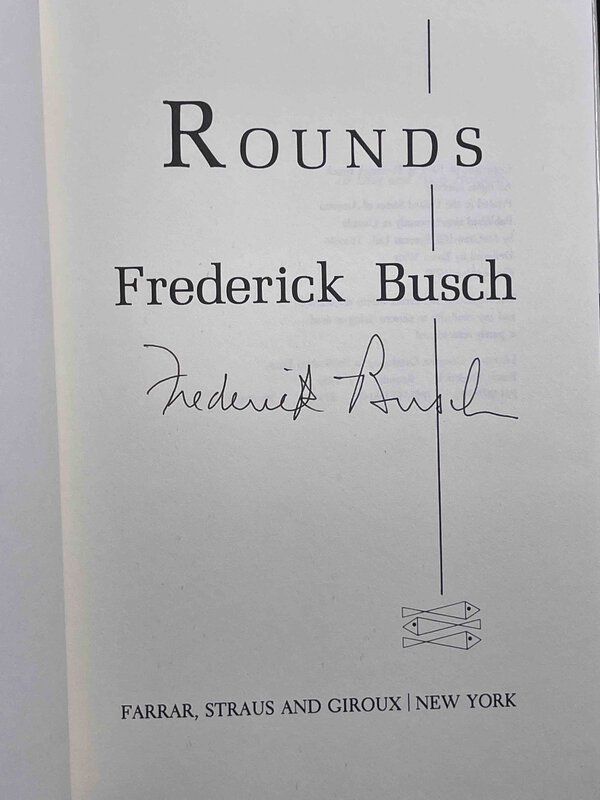 ROUNDS
Frederick Busch
Frederick Busch
FARRAR, STRAUS AND GIROUX | NEW YORK